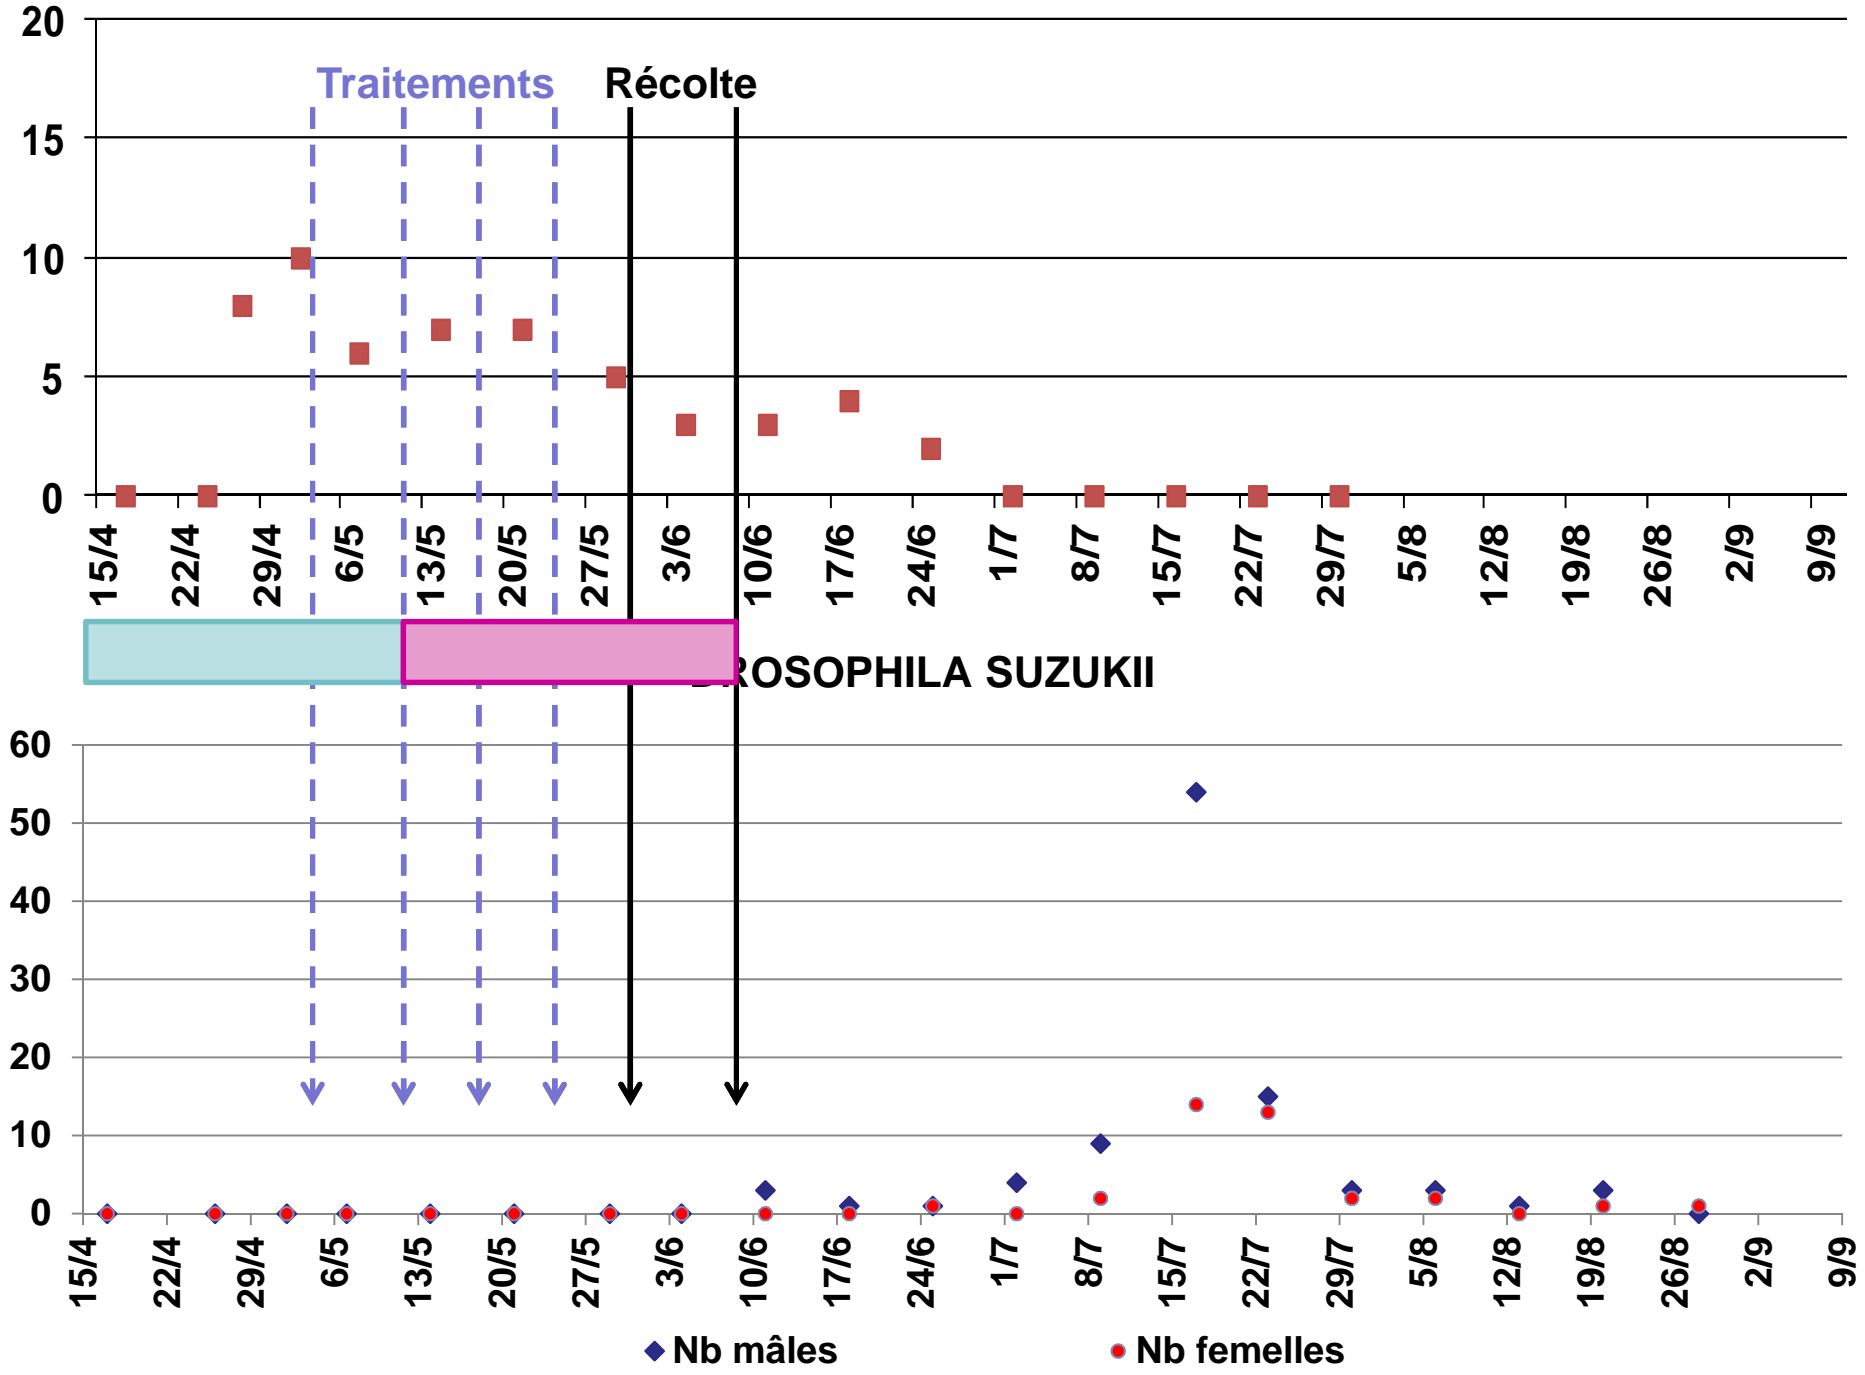 20
Traitements Récolte
15
10
5
0
15/4 22/4 29/4 6/5 13/5 20/5 27/5 3/6 10/6 17/6 24/6 1/7 8/7 15/7 22/7 29/7 5/8 12/8 19/8 26/8 2/9 9/9
DROSOPHILA SUZUKII
60
50
40
30
20
10
0
15/4 22/4 29/4 6/5 13/5 20/5 27/5 3/6 10/6 17/6 24/6 1/7 8/7 15/7 22/7 29/7 5/8 12/8 19/8 26/8 2/9 9/9
Nb mâles Nb femelles